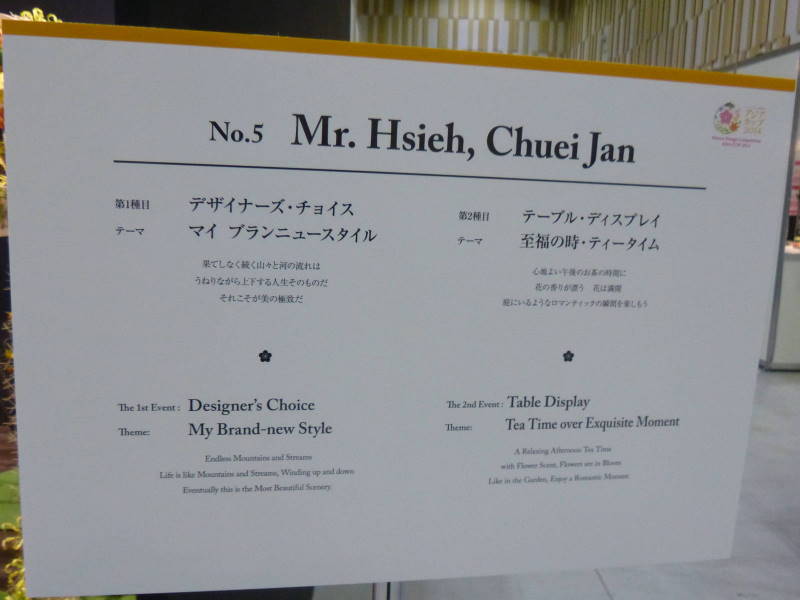 No.5 Mr. Hsieh, Chuei Jan
アジア
カップ
2014
第1種目 デザイナーズ・チョイス
テーマ マイ ブランニュースタイル
果てしなく続く山々と河の流れは
うねりながら上下する人生そのものだ
それこそが美の極致だ
第2種目 テーブル・ディスプレイ
テーマ 至福の時・ティータイム
心地よい午後のお茶の時間に
花の香りが漂う 花は満開
庭にいるようなロマンティックの瞬間を楽しもう
The 1st Event : Designer's Choice
Theme: My Brand-new Style
Endless Mountains and Streams
Life is like Mountains and Streams, Winding up and down
Eventually this is the Most Beautiful Scenery.
The 2nd Event : Table Display
Theme: Tea Time over Exquisite Moment
A Relaxing Afternoon Tea Time
with Flower Scent, Flowers are in Bloom
Like in the Garden, Enjoy a Romantic Moment